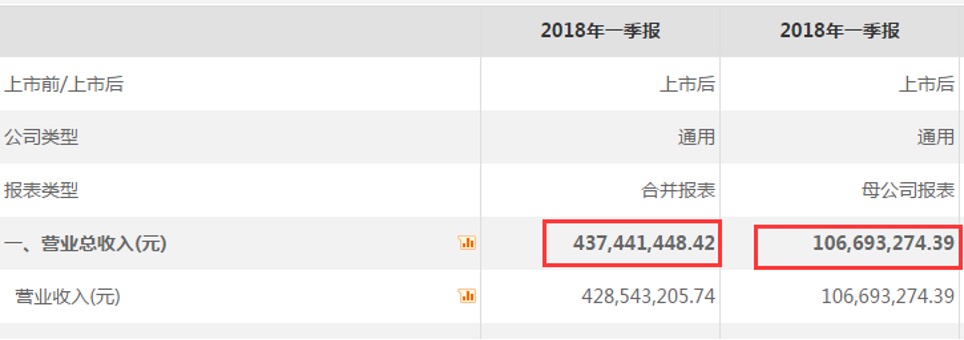 2018年一季报 2018年一季报
上市前/上市后 上市后 上市后
公司类型 通用 通用
报表类型 合并报表 母公司报表
一、营业总收入(元) 437,441,448.42 106,693,274.39
营业收入(元) 428,543,205.74 106,693,274.39